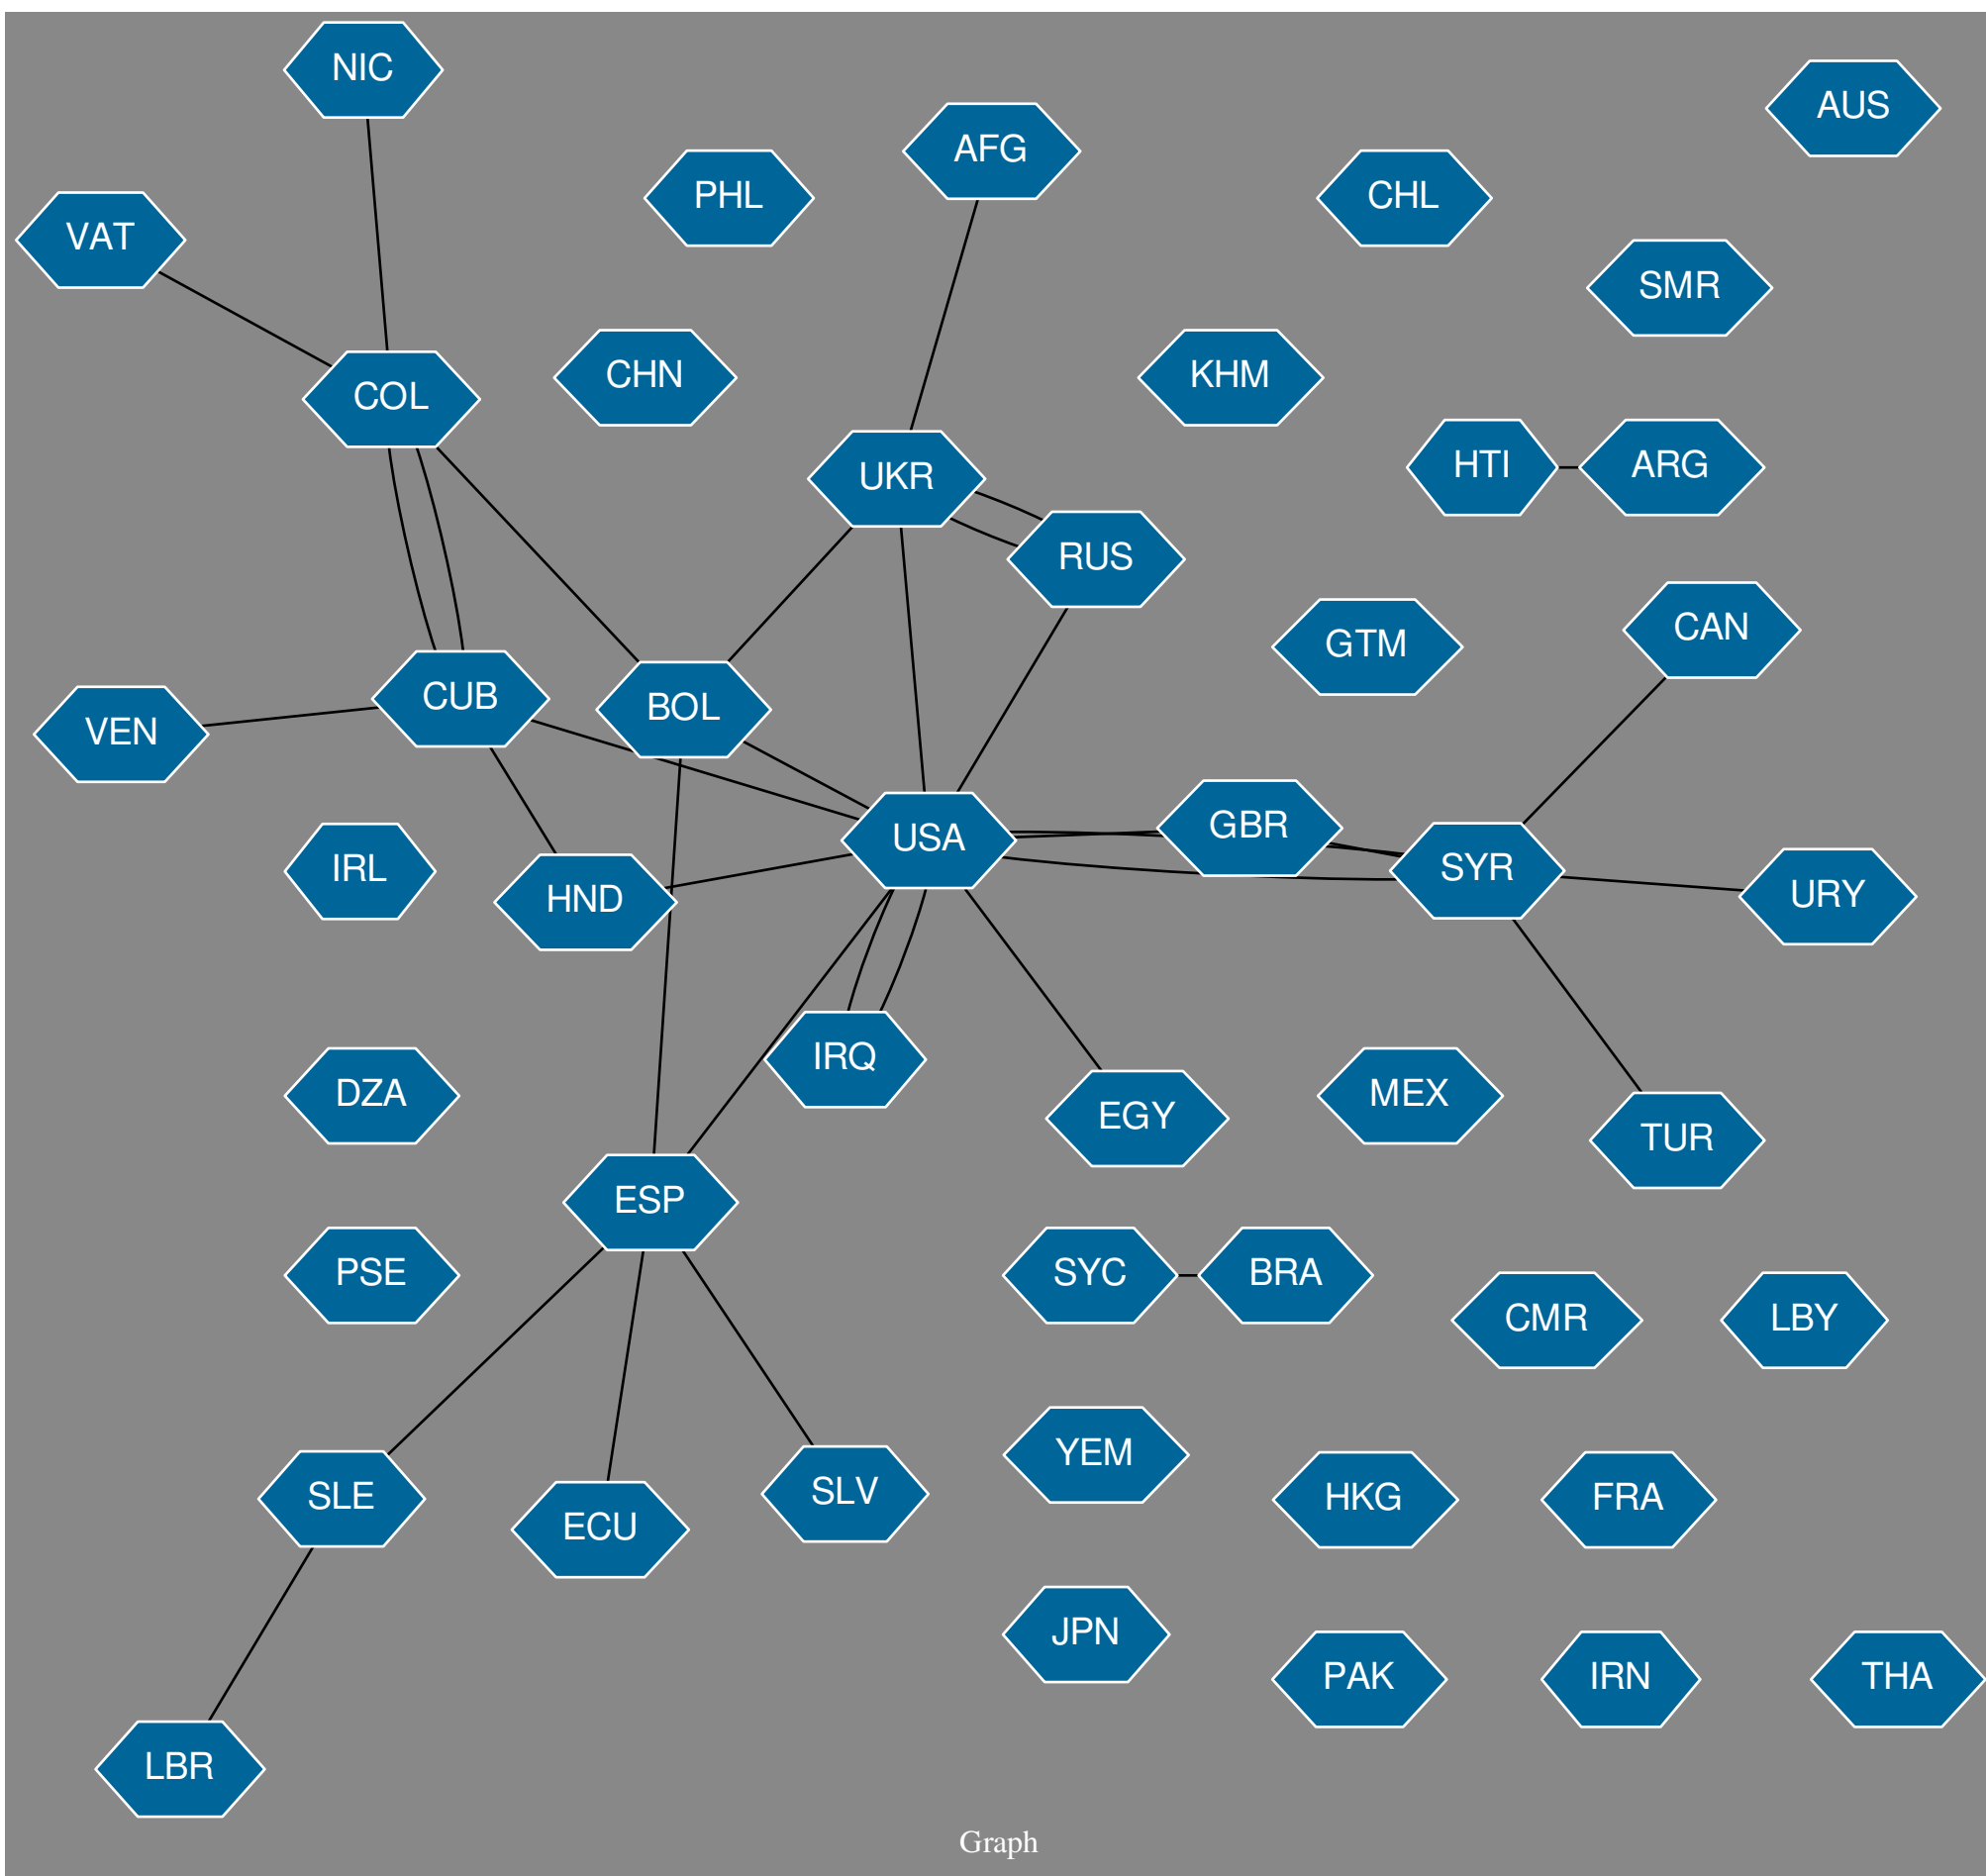 NIC
AUS
AFG
PHL
CHL
VAT
SMR
CHN
KHM
COL
HTI
ARG
UKR
RUS
CAN
GTM
CUB
BOL
VEN
GBR
USA
SYR
IRL
URY
HND
IRQ
DZA
MEX
EGY
TUR
ESP
PSE
SYC
BRA
CMR
LBY
YEM
SLV
SLE
HKG
FRA
ECU
JPN
PAK
IRN
THA
LBR
Graph